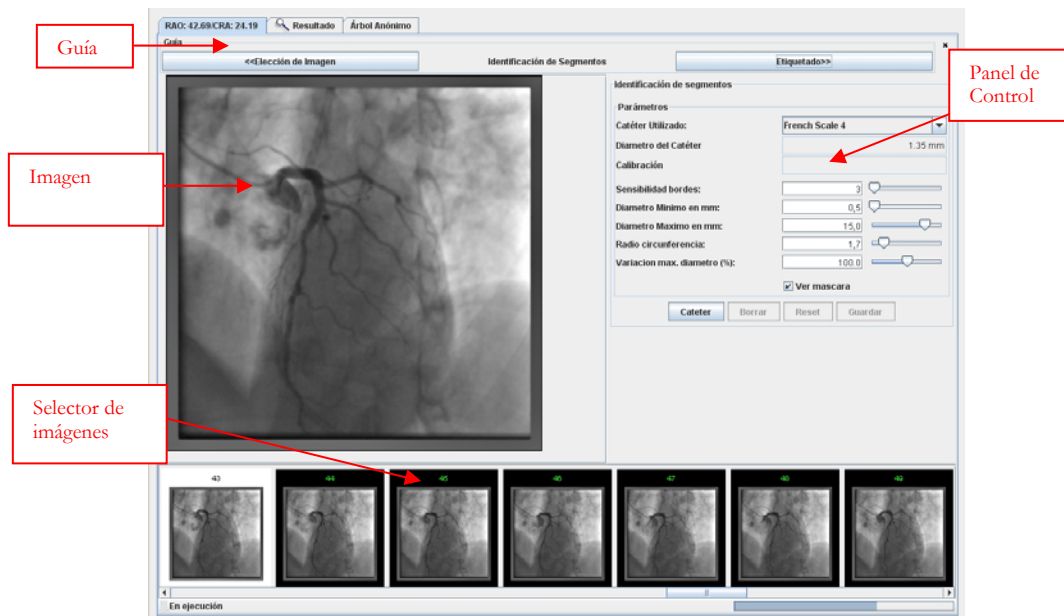 RAO: 42.69/CRA: 24.19
Resultado
Árbol Anónimo
Guía
Guía
<<Elección de Imagen
Identificación de Segmentos
Etiquetado>>
Panel de
Control
Identificación de segmentos
Parámetros
Catéter Utilizado:
French Scale 4
Diametro del Catéter
1.35 mm
Calibración
Imagen
Sensibilidad bordes:
3
Diametro Minimo en mm:
0,5
Diametro Maximo en mm:
15,0
Radio circunferencia:
1,7
Variacion max. diametro (%):
100.0
Ver mascara
Cateter
Borrar
Reset
Guardar
Selector de
imágenes
43
44
45
46
47
48
49
En ejecución